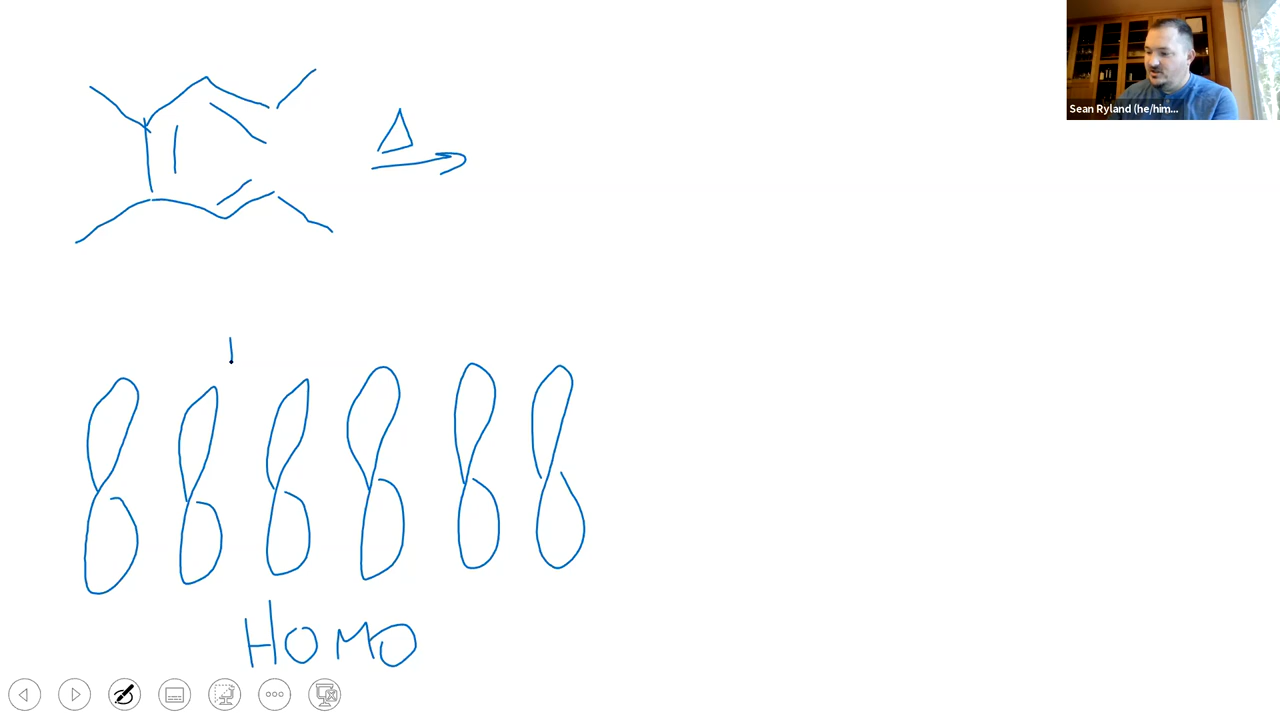 Sean Ryland (he/him...
Δ
HOMO